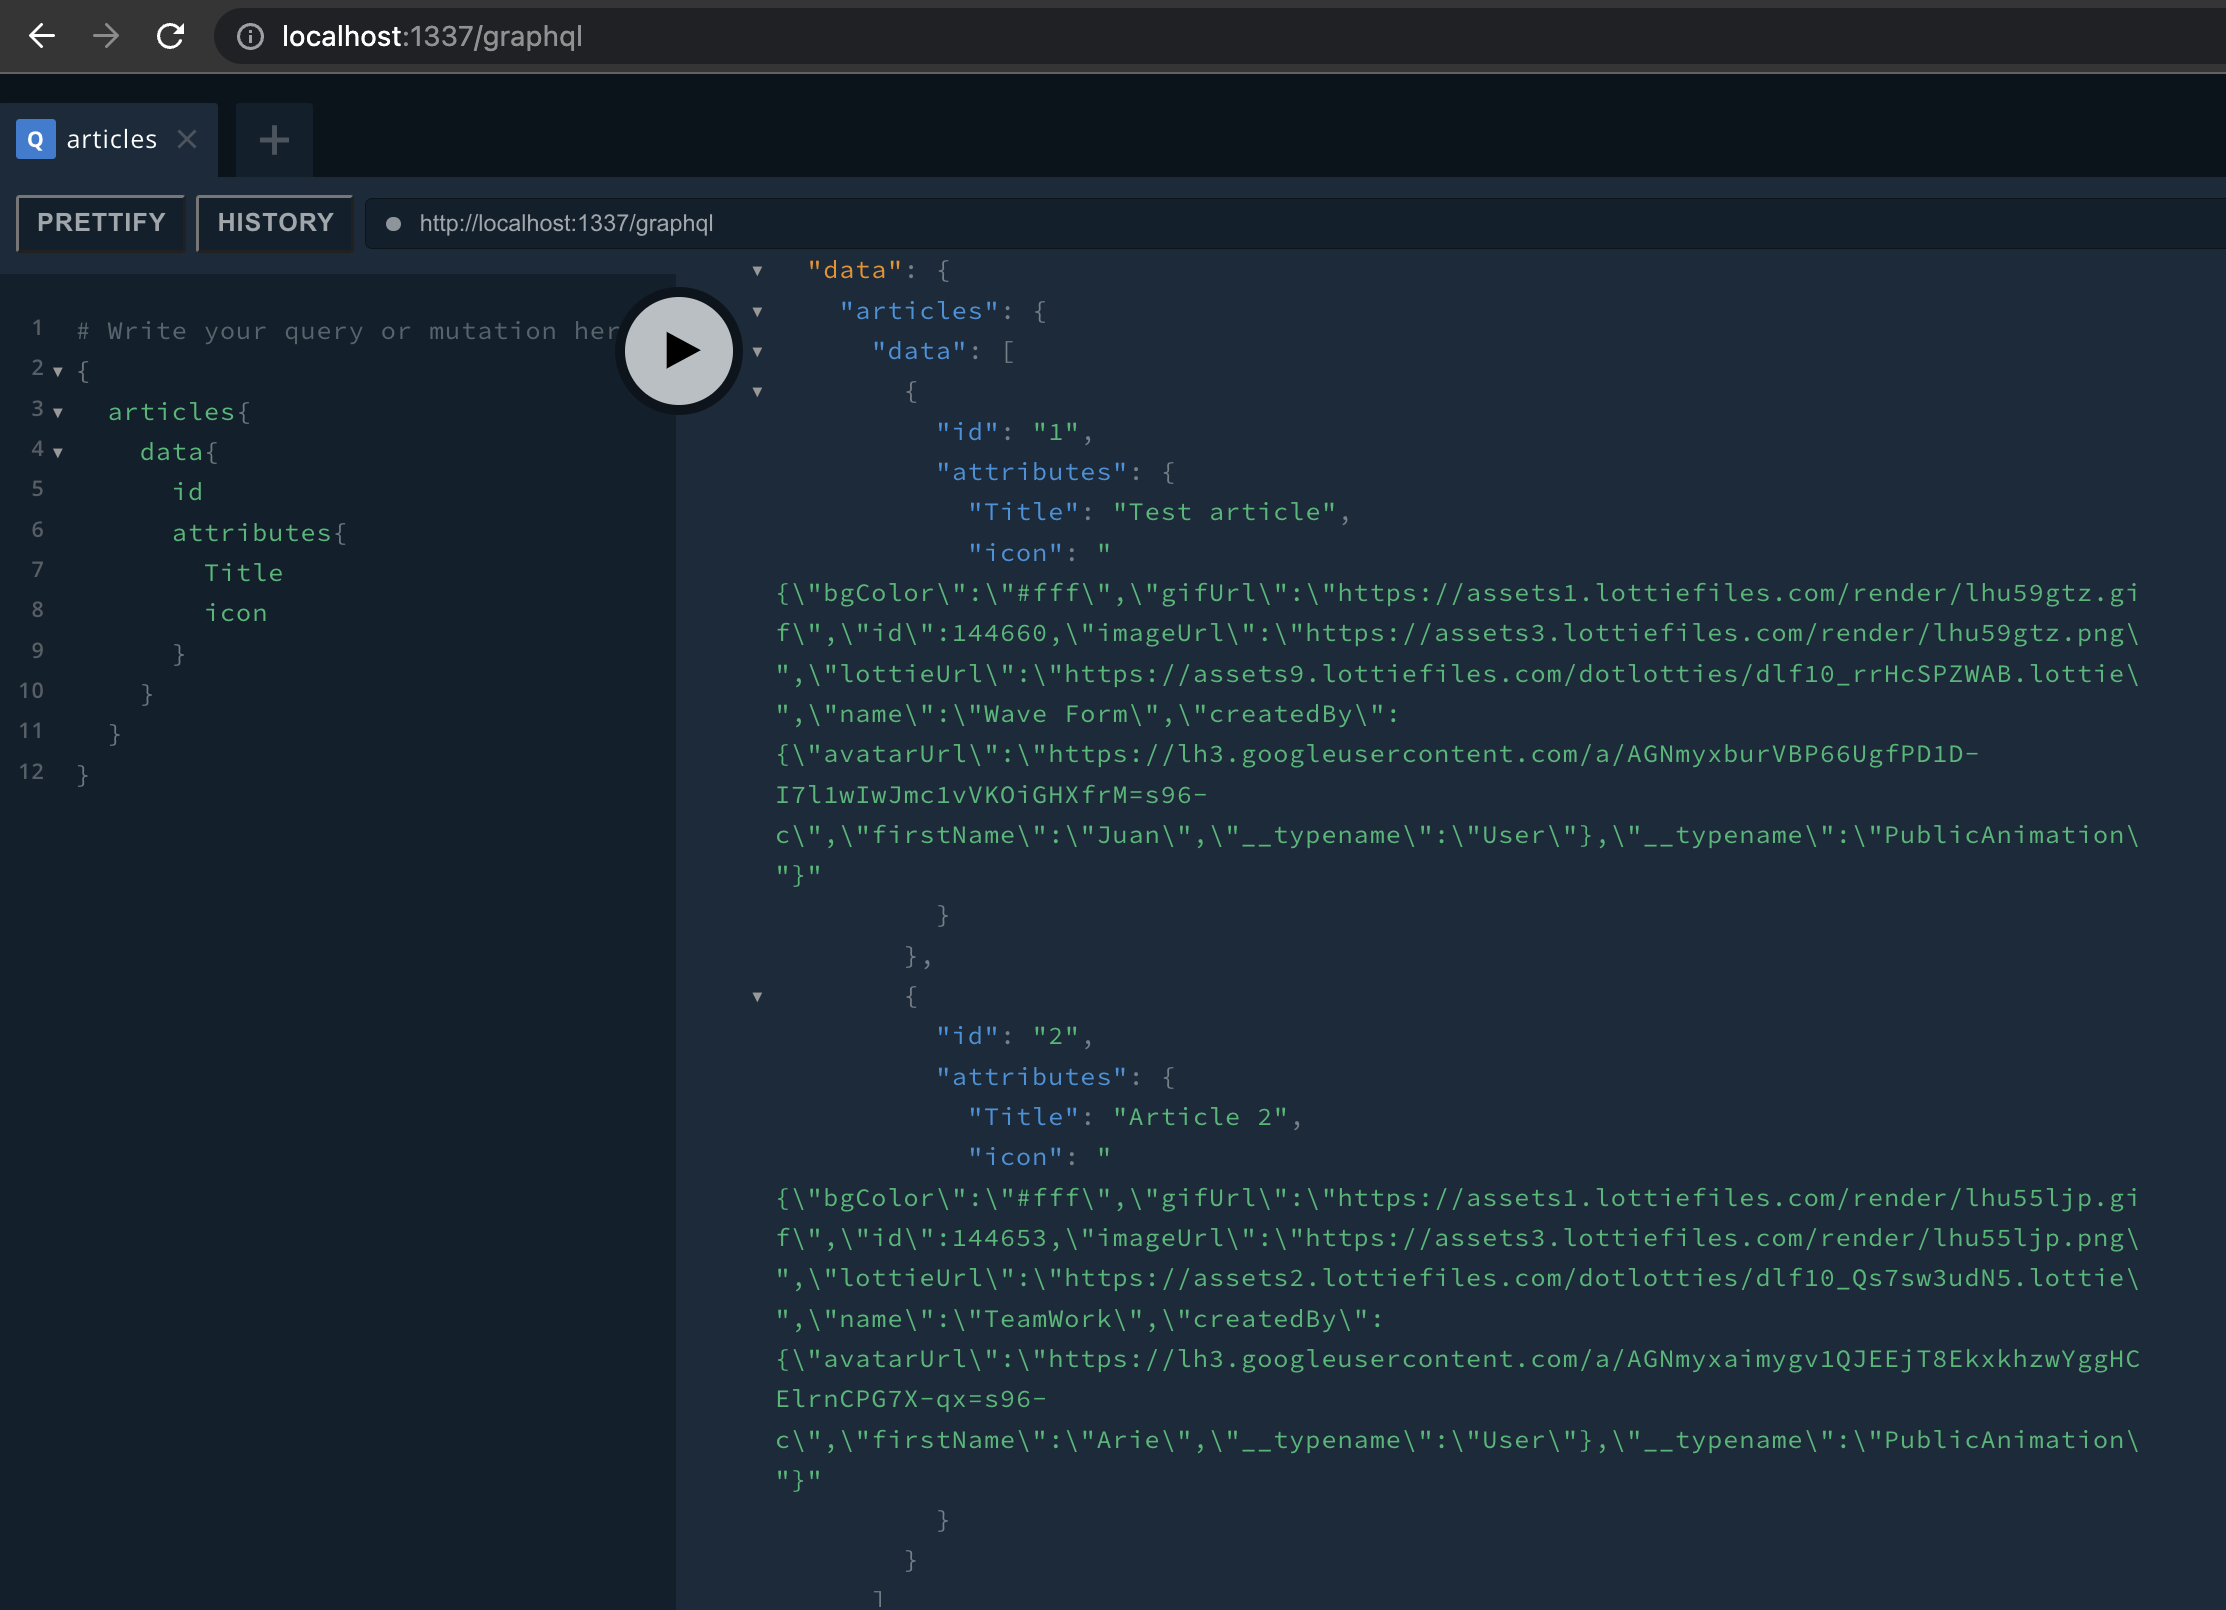 localhost:1337/graphql
Q articles
PRETTIFY HISTORY http://localhost:1337/graphql
1 # Write your query or mutation her
2 {
3 articles{
4 data{
5 id
6 attributes{
7 Title
8 icon
9 }
10 }
11 }
12 }
"data": {
"articles": {
"data": [
{
"id": "1",
"attributes": {
"Title": "Test article",
"icon": "
{\"bgColor\":\"#fff\",\"gifUrl\":\"https://assets1.lottiefiles.com/render/lhu59gtz.gi
f\",\"id\":144660,\"imageUrl\":\"https://assets3.lottiefiles.com/render/lhu59gtz.png\
",\"lottieUrl\":\"https://assets9.lottiefiles.com/dotlotties/dlf10_rrHcSPZWAB.lottie\
",\"name\":\"Wave Form\",\"createdBy\":
{\"avatarUrl\":\"https://lh3.googleusercontent.com/a/AGNmyxburVBP66UgfPD1D-
I7l1wIwJmc1vVKOiGHXfrM=s96-
c\",\"firstName\":\"Juan\",\"__typename\":\"User\"},\"__typename\":\"PublicAnimation\
"}"
}
},
{
"id": "2",
"attributes": {
"Title": "Article 2",
"icon": "
{\"bgColor\":\"#fff\",\"gifUrl\":\"https://assets1.lottiefiles.com/render/lhu55ljp.gi
f\",\"id\":144653,\"imageUrl\":\"https://assets3.lottiefiles.com/render/lhu55ljp.png\
",\"lottieUrl\":\"https://assets2.lottiefiles.com/dotlotties/dlf10_Qs7sw3udN5.lottie\
",\"name\":\"TeamWork\",\"createdBy\":
{\"avatarUrl\":\"https://lh3.googleusercontent.com/a/AGNmyxaimygv1QJEEjT8EkxkhzwYggHC
ElrnCPG7X-qx=s96-
c\",\"firstName\":\"Arie\",\"__typename\":\"User\"},\"__typename\":\"PublicAnimation\
"}"
}
}
]